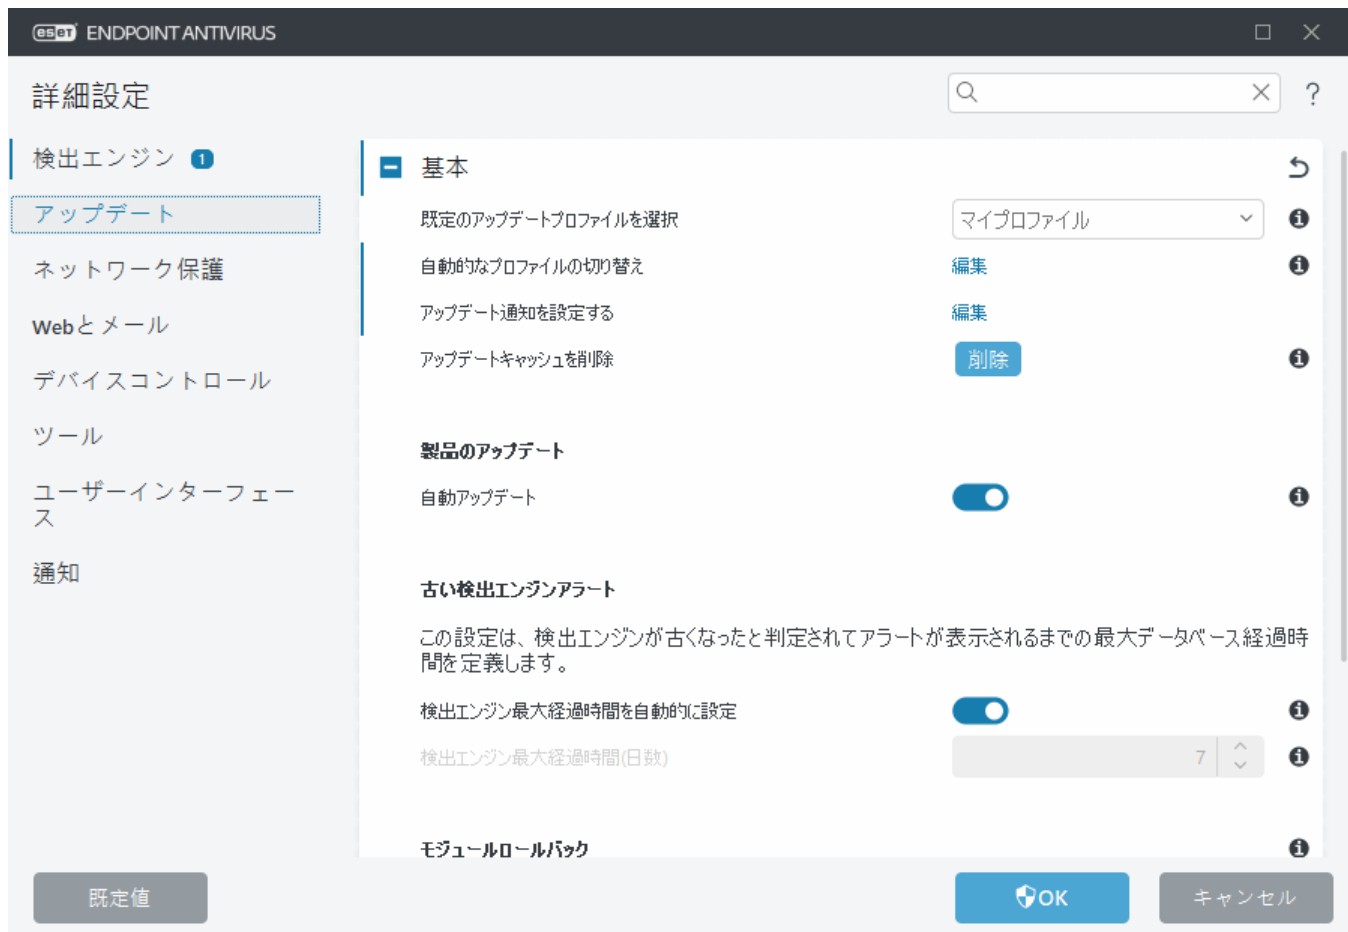 eset ENDPOINT ANTIVIRUS
詳細設定
?
検出エンジン 1
アップデート
ネットワーク保護
Webとメール
デバイスコントロール
ツール
ユーザーインターフェー
ス
通知
基本
既定のアップデートプロファイルを選択 マイプロファイル
自動的なプロファイルの切り替え 編集
アップデート通知を設定する 編集
アップデートキャッシュを削除 削除
製品のアップデート
自動アップデート
古い検出エンジンアラート
この設定は、検出エンジンが古くなったと判定されてアラートが表示されるまでの最大データベース経過時
間を定義します。
検出エンジン最大経過時間を自動的に設定
検出エンジン最大経過時間(日数) 7
モジュールロールバック
既定値
OK
キャンセル